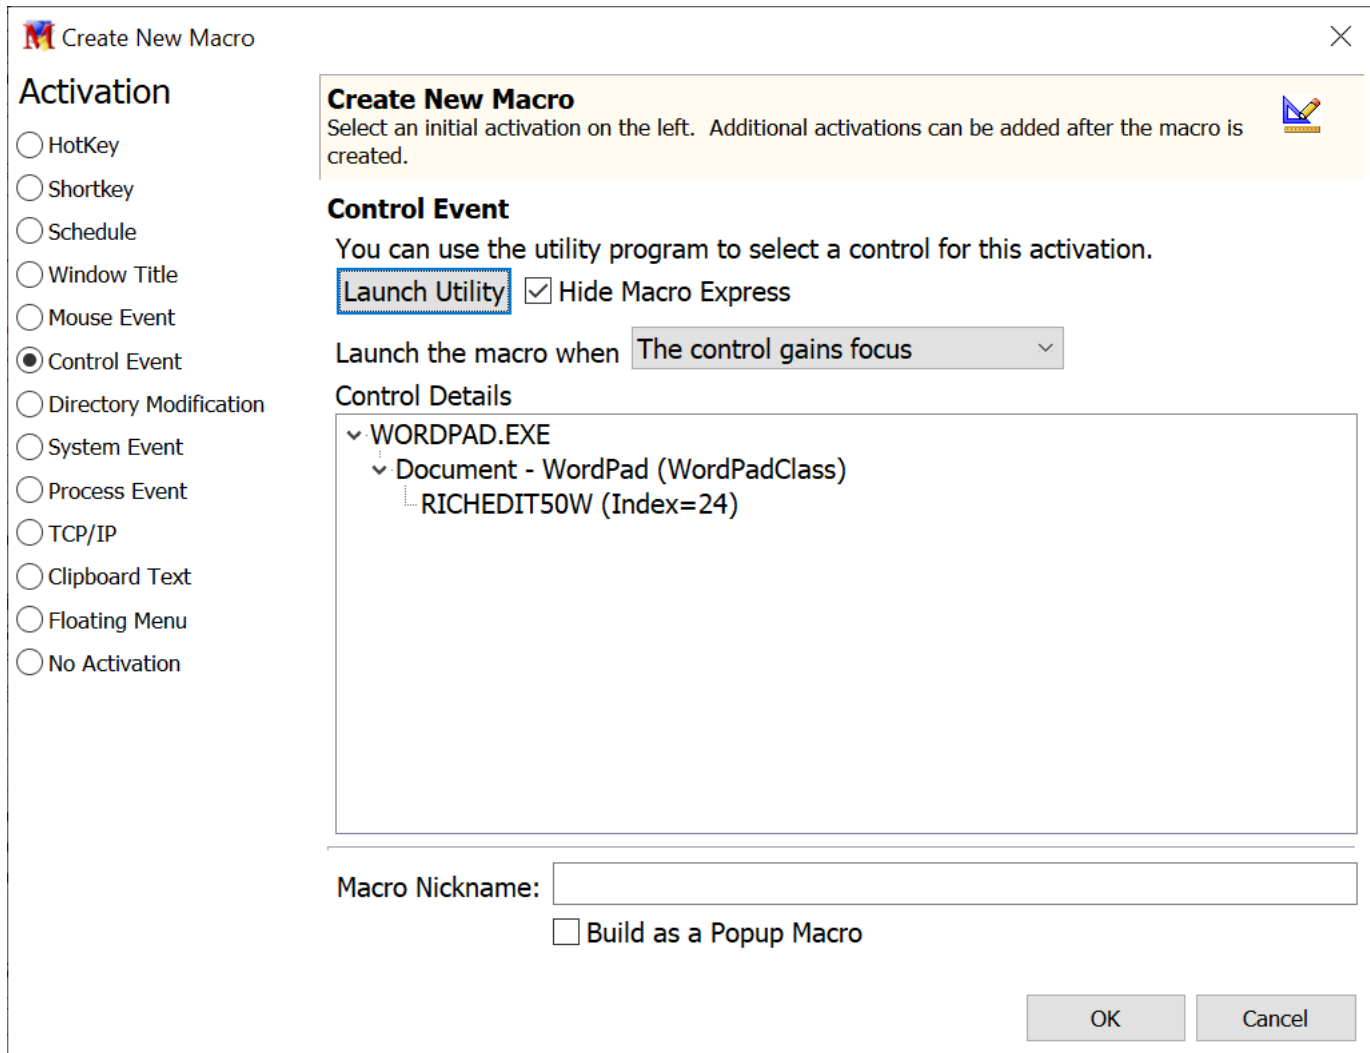 Create New Macro
Activation
HotKey
Shortkey
Schedule
Window Title
Mouse Event
Control Event
Directory Modification
System Event
Process Event
TCP/IP
Clipboard Text
Floating Menu
No Activation
Create New Macro
Select an initial activation on the left.  Additional activations can be added after the macro is
created.
Control Event
You can use the utility program to select a control for this activation.
Launch Utility Hide Macro Express
Launch the macro when The control gains focus
Control Details
WORDPAD.EXE
Document - WordPad (WordPadClass)
RICHEDIT50W (Index=24)
Macro Nickname:
Build as a Popup Macro
OK Cancel